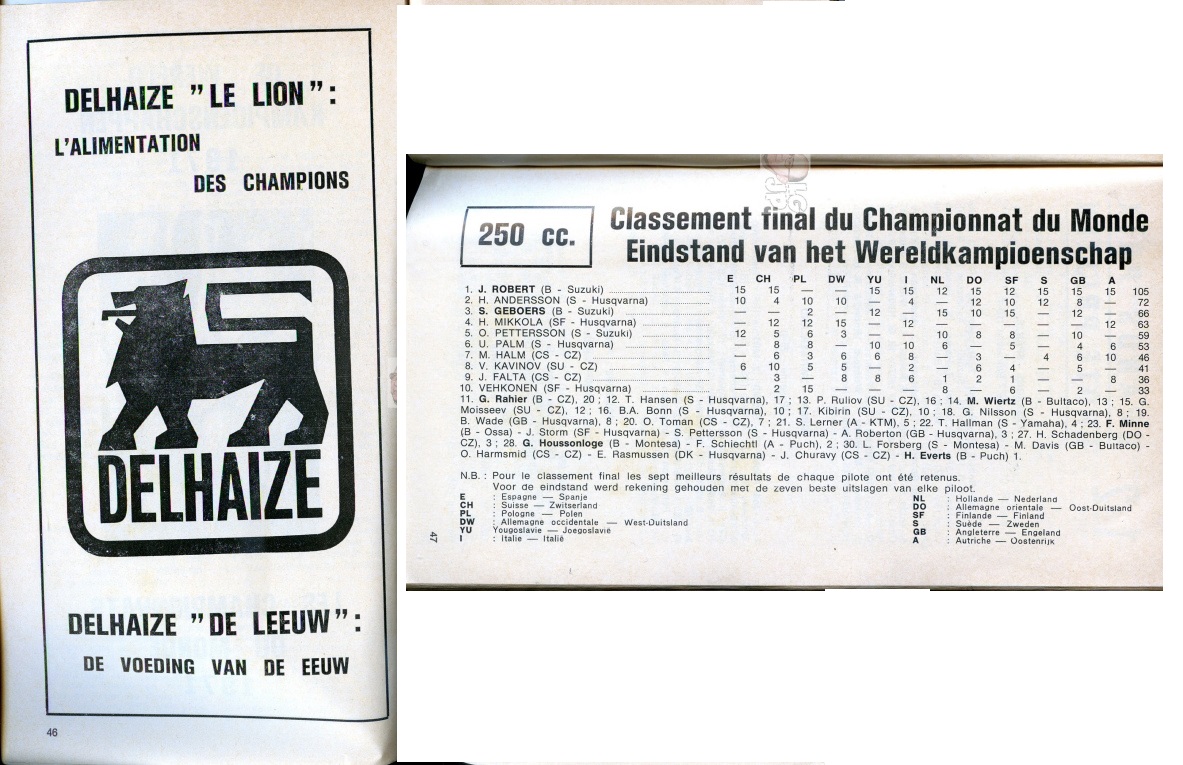 DELHAIZE "LE LION" :
L'ALIMENTATION
DES CHAMPIONS
DELHAIZE
DELHAIZE "DE LEEUW" :
DE VOEDING VAN DE EEUW
46
250 cc.
Classement final du Championnat du Monde
Eindstand van het Wereldkampioenschap
E CH PL DW YU I NL DO SF S GB A
1. J. ROBERT (B - Suzuki) 15 15 — — 15 15 12 15 12 15 15 15 105
2. H. ANDERSSON (S - Husqvarna) 10 4 10 10 — 4 — 12 10 12 8 — 72
3. S. GEBOERS (B - Suzuki) — — 2 — 12 — 15 10 15 — 12 — 66
4. H. MIKKOLA (SF - Husqvarna) — 12 12 15 — 12 — — — — — 12 63
5. O. PETTERSSON (S - Suzuki) 12 5 6 3 — — 10 8 8 — 10 — 59
6. U. PALM (S - Husqvarna) — 8 8 — 10 10 6 — 5 — 4 6 53
7. M. HALM (CS - CZ) — 6 3 6 6 8 — 3 — 4 6 10 46
8. V. KAVINOV (SU - CZ) 6 10 5 5 — 2 — 6 4 — 5 — 41
9. J. FALTA (CS - CZ) — 3 — 8 8 6 1 2 1 — — 8 36
10. VEHKONEN (SF - Husqvarna) — 2 15 — — — 8 — 6 — 2 — 33
11. G. Rahier (B - CZ), 20 ; 12. T. Hansen (S - Husqvarna), 17 ; 13. P. Ruliov (SU - CZ), 16 ; 14. M. Wiertz (B - Bultaco), 13 ; 15. G.
Moisseev (SU - CZ), 12 ; 16. B.A. Bonn (S - Husqvarna), 10 ; 17. Kibirin (SU - CZ), 10 ; 18. G. Nilsson (S - Husqvarna), 8 ; 19.
B. Wade (GB - Husqvarna), 8 ; 20. O. Toman (CS - CZ), 7 ; 21. S. Lerner (A - KTM), 5 ; 22. T. Hallman (S - Yamaha), 4 ; 23. F. Minne
(B - Ossa) - J. Storm (SF - Husqvarna) - S. Pettersson (S - Husqvarna) - A. Roberton (GB - Husqvarna), 3 ; 27. H. Schadenberg (DO -
CZ), 3 ; 28. G. Houssonloge (B - Montesa) - F. Schiechtl (A - Puch), 2 ; 30. L. Forsberg (S - Montesa) - M. Davis (GB - Bultaco) -
O. Harmsmid (CS - CZ) - E. Rasmussen (DK - Husqvarna) - J. Churavy (CS - CZ) - H. Everts (B - Puch) 1.
N.B. : Pour le classement final les sept meilleurs résultats de chaque pilote ont été retenus.
Voor de eindstand werd rekening gehouden met de zeven beste uitslagen van elke piloot.
E : Espagne — Spanje
CH : Suisse — Zwitserland
PL : Pologne — Polen
DW : Allemagne occidentale — West-Duitsland
YU : Yougoslavie — Joegoslavië
I : Italie — Italië
NL : Hollande — Nederland
DO : Allemagne orientale — Oost-Duitsland
SF : Finlande — Finland
S : Suède — Zweden
GB : Angleterre — Engeland
A : Autriche — Oostenrijk
47